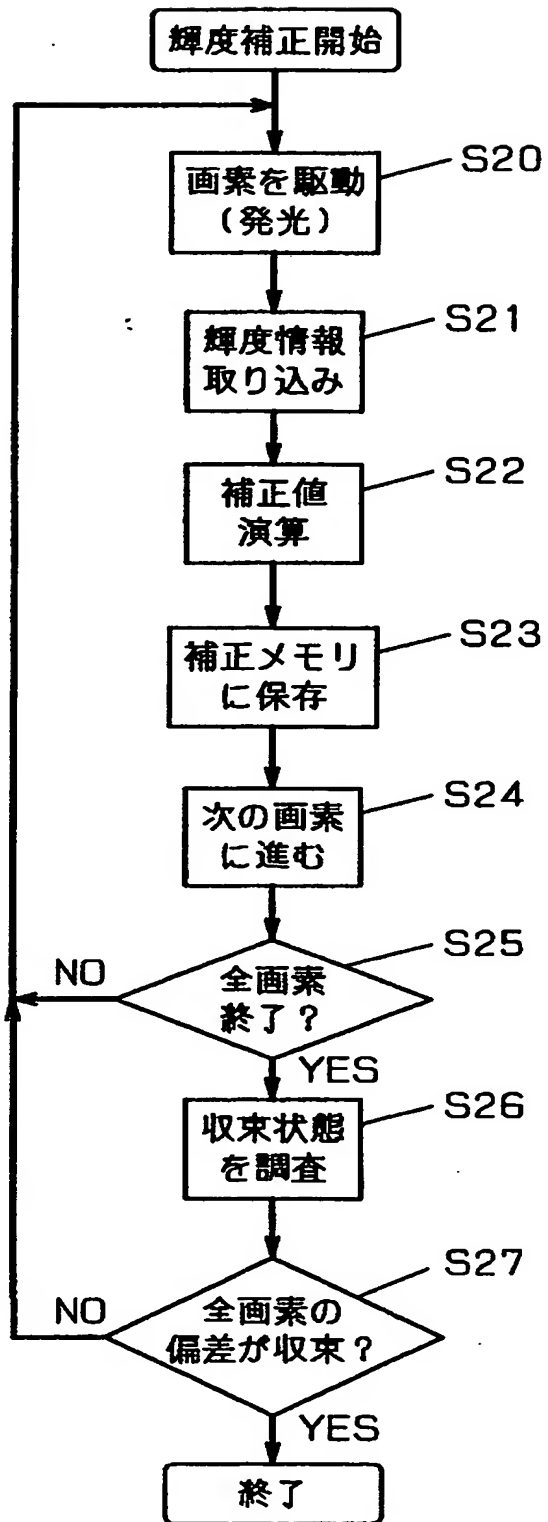 輝度補正開始
S20
画素を駆動
(発光)
S21
輝度情報
取り込み
S22
補正値
演算
S23
補正メモリ
に保存
S24
次の画素
に進む
S25
全画素
終了?
NO
YES
S26
収束状態
を調査
S27
全画素の
偏差が収束?
NO
YES
終了